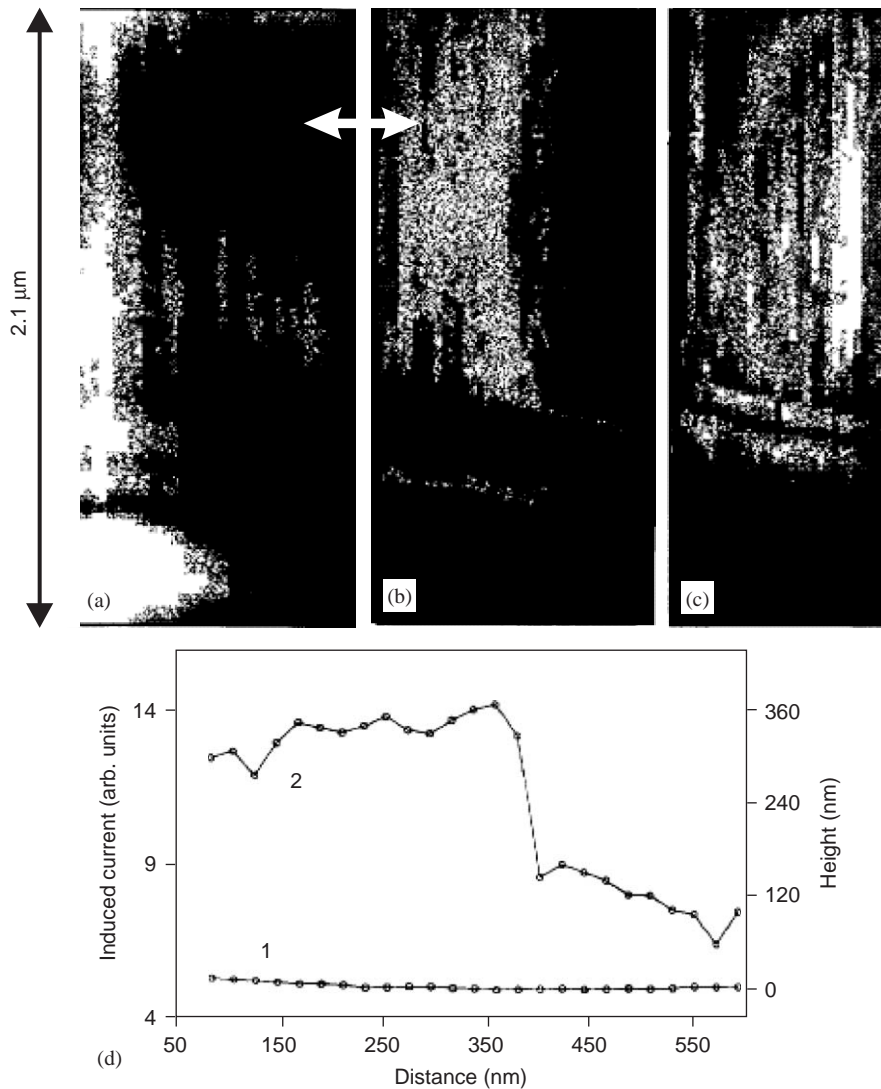 2.1 μm
(a)
(b)
(c)
14
9
4
Induced current (arb. units)
2
1
360
240
120
0
Height (nm)
50
150
250
350
450
550
Distance (nm)
(d)